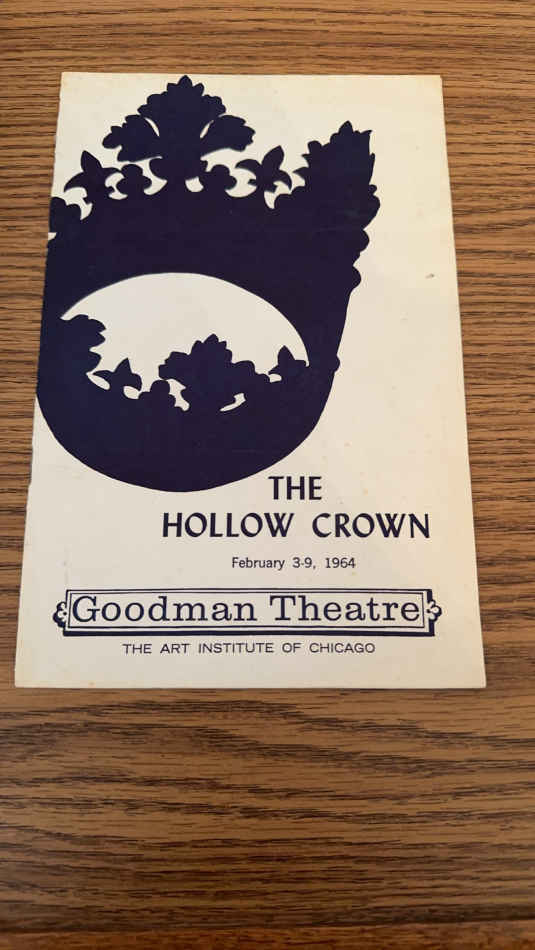 THE
HOLLOW CROWN
February 3-9, 1964
Goodman Theatre
THE ART INSTITUTE OF CHICAGO